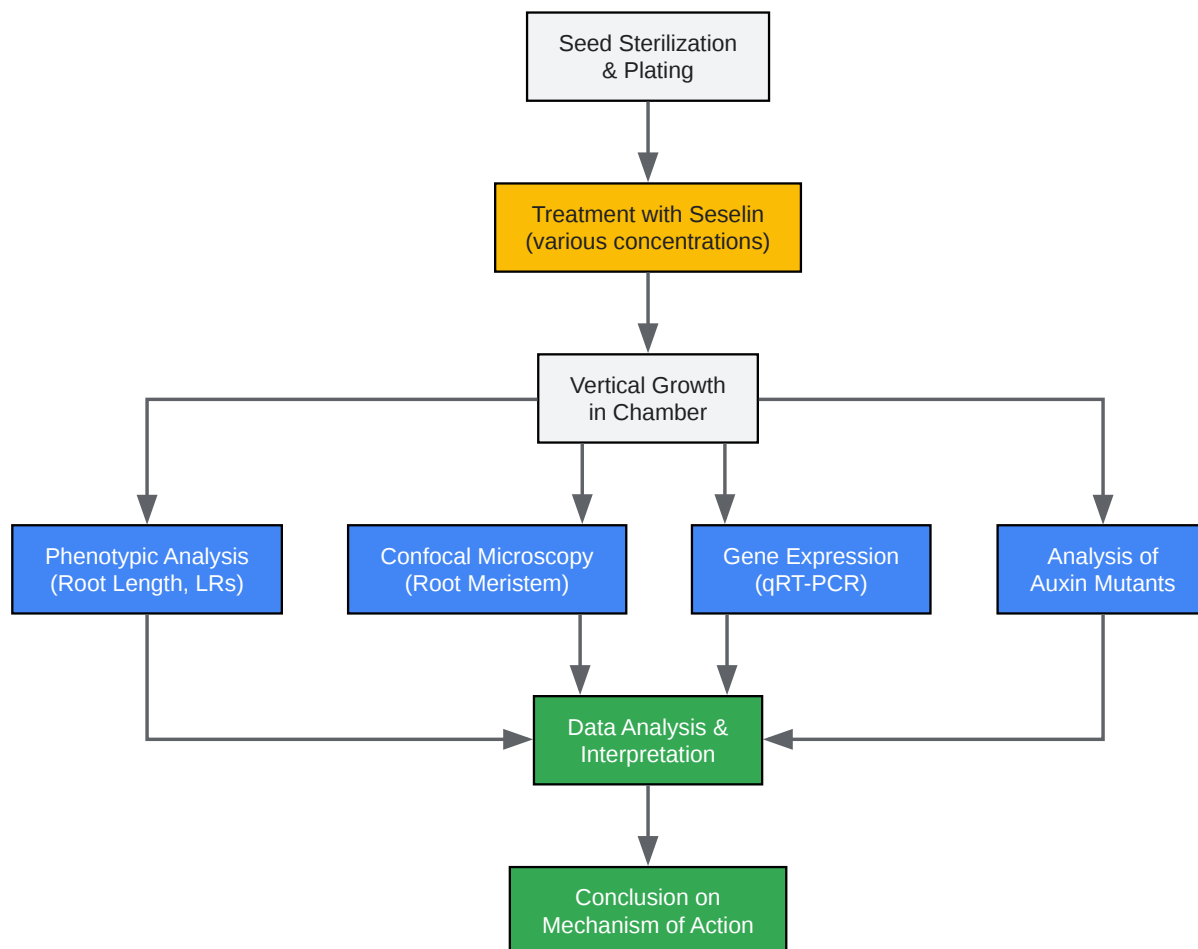 Seed Sterilization
& Plating
Treatment with Seselin
(various concentrations)
Vertical Growth
in Chamber
Phenotypic Analysis
(Root Length, LRs)
Confocal Microscopy
(Root Meristem)
Gene Expression
(qRT-PCR)
Analysis of
Auxin Mutants
Data Analysis &
Interpretation
Conclusion on
Mechanism of Action